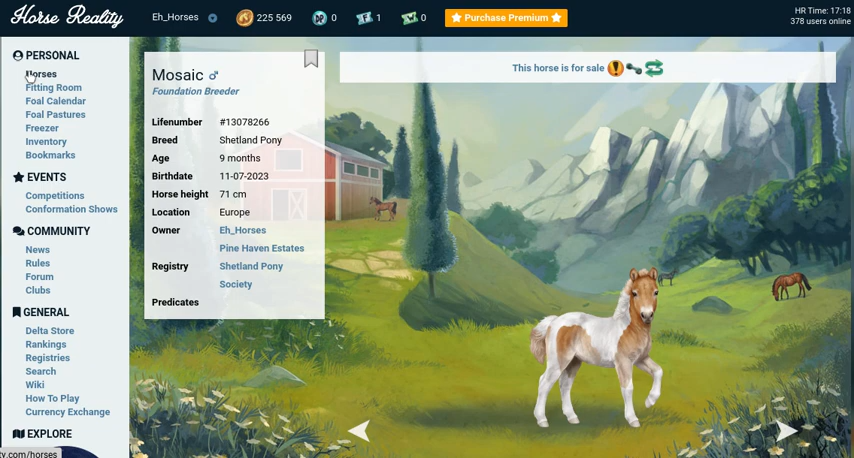 Horse Reality
Eh_Horses
225 569
0
1
0
Purchase Premium
HR Time: 17:18
378 users online
PERSONAL
Horses
Fitting Room
Foal Calendar
Foal Pastures
Freezer
Inventory
Bookmarks
EVENTS
Competitions
Conformation Shows
COMMUNITY
News
Rules
Forum
Clubs
GENERAL
Delta Store
Rankings
Registries
Search
Wiki
How To Play
Currency Exchange
EXPLORE
ty.com/horses
Mosaic ♂
Foundation Breeder
Lifenumber #13078266
Breed Shetland Pony
Age 9 months
Birthdate 11-07-2023
Horse height 71 cm
Location Europe
Owner Eh_Horses
Pine Haven Estates
Registry Shetland Pony
Society
Predicates
This horse is for sale